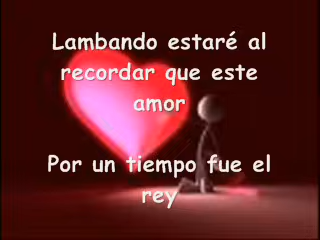 Lambando estaré al
recordar que este
amor
Por un tiempo fue el
rey